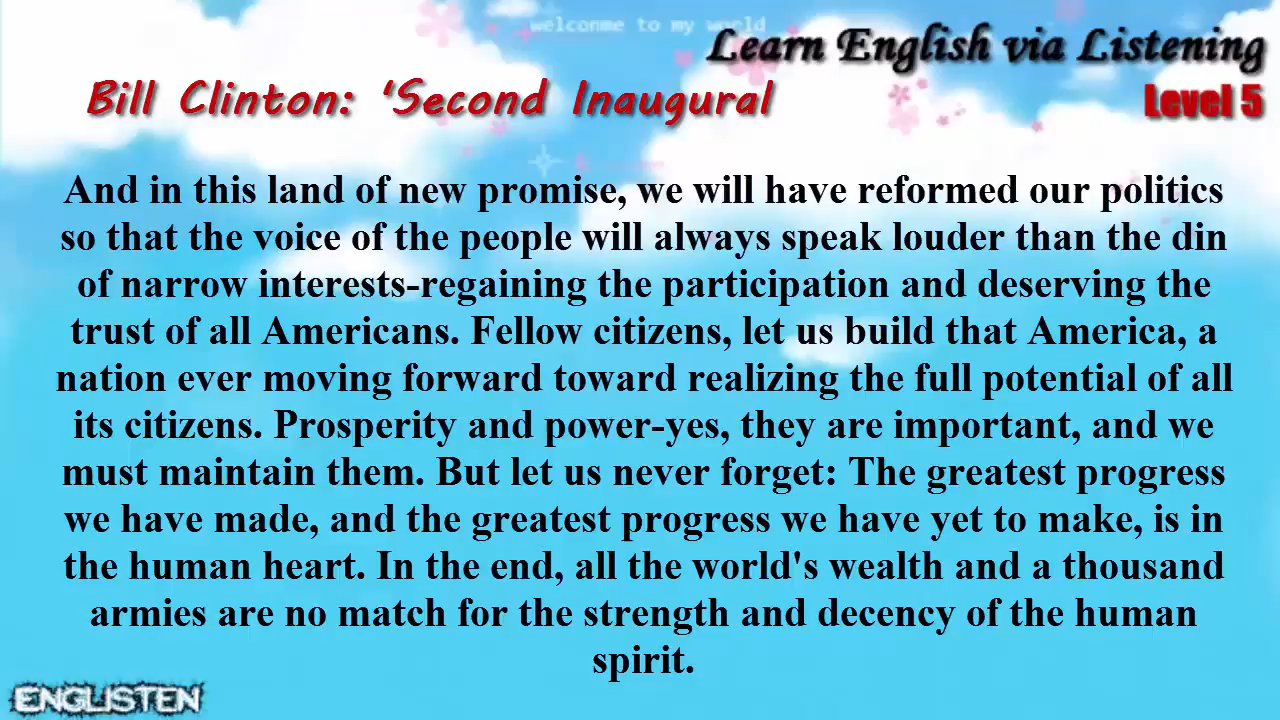 welconme to my world
Learn English via Listening
Bill Clinton: 'Second Inaugural
Level 5
And in this land of new promise, we will have reformed our politics
so that the voice of the people will always speak louder than the din
of narrow interests-regaining the participation and deserving the
trust of all Americans. Fellow citizens, let us build that America, a
nation ever moving forward toward realizing the full potential of all
its citizens. Prosperity and power-yes, they are important, and we
must maintain them. But let us never forget: The greatest progress
we have made, and the greatest progress we have yet to make, is in
the human heart. In the end, all the world's wealth and a thousand
armies are no match for the strength and decency of the human
spirit.
ENGLISTEN